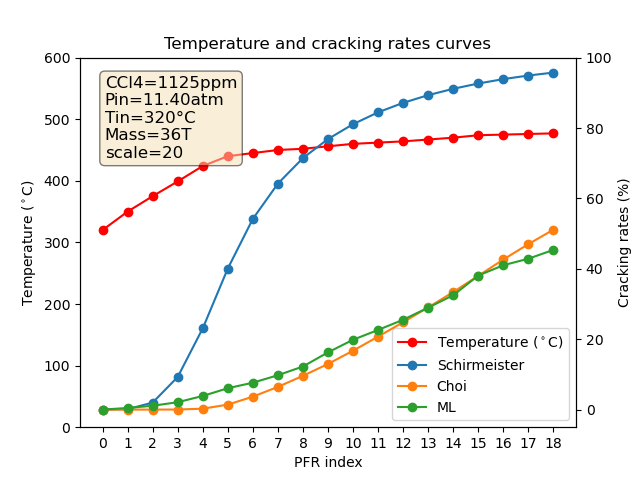 Temperature and cracking rates curves
CCl4=1125ppm
Pin=11.40atm
Tin=320°C
Mass=36T
scale=20
Temperature (°C)
600
500
400
300
200
100
0
Cracking rates (%)
100
80
60
40
20
0
Temperature (°C)
Schirmeister
Choi
ML
0 1 2 3 4 5 6 7 8 9 10 11 12 13 14 15 16 17 18
PFR index